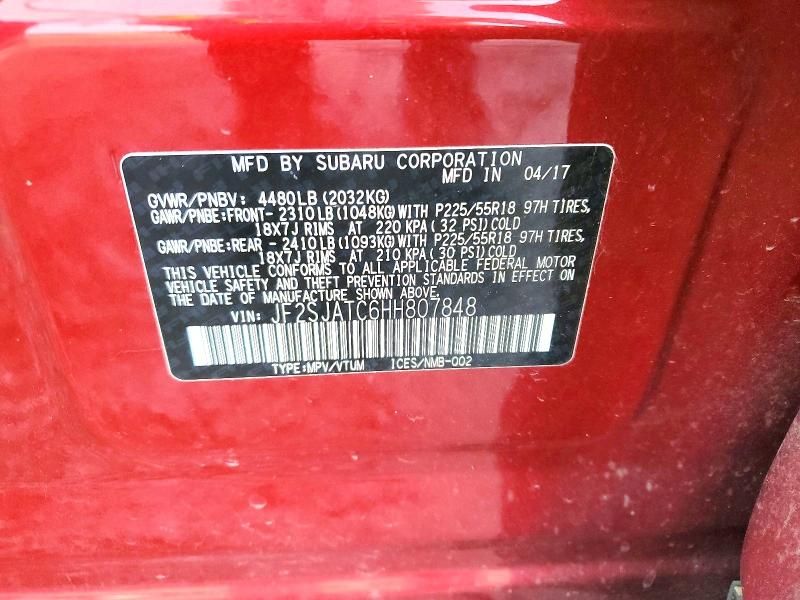 MFD BY SUBARU CORPORATION
MFD IN 04/17
GVWR/PNBV: 4480LB (2032KG)
GAWR/PNBE:FRONT- 2310LB (1048KG) WITH P225/55R18 97H TIRES,
18X7J RIMS AT 220 KPA (32 PSI) COLD
GAWR/PNBE:REAR - 2410LB (1093KG) WITH P225/55R18 97H TIRES,
18X7J RIMS AT 210 KPA (30 PSI) COLD
THIS VEHICLE CONFORMS TO ALL APPLICABLE FEDERAL MOTOR
VEHICLE SAFETY AND THEFT PREVENTION STANDARDS IN EFFECT ON
THE DATE OF MANUFACTURE SHOWN ABOVE.
VIN: JF2SJATC6HH807848
TYPE:MPV/VTUM ICES/NMB-002